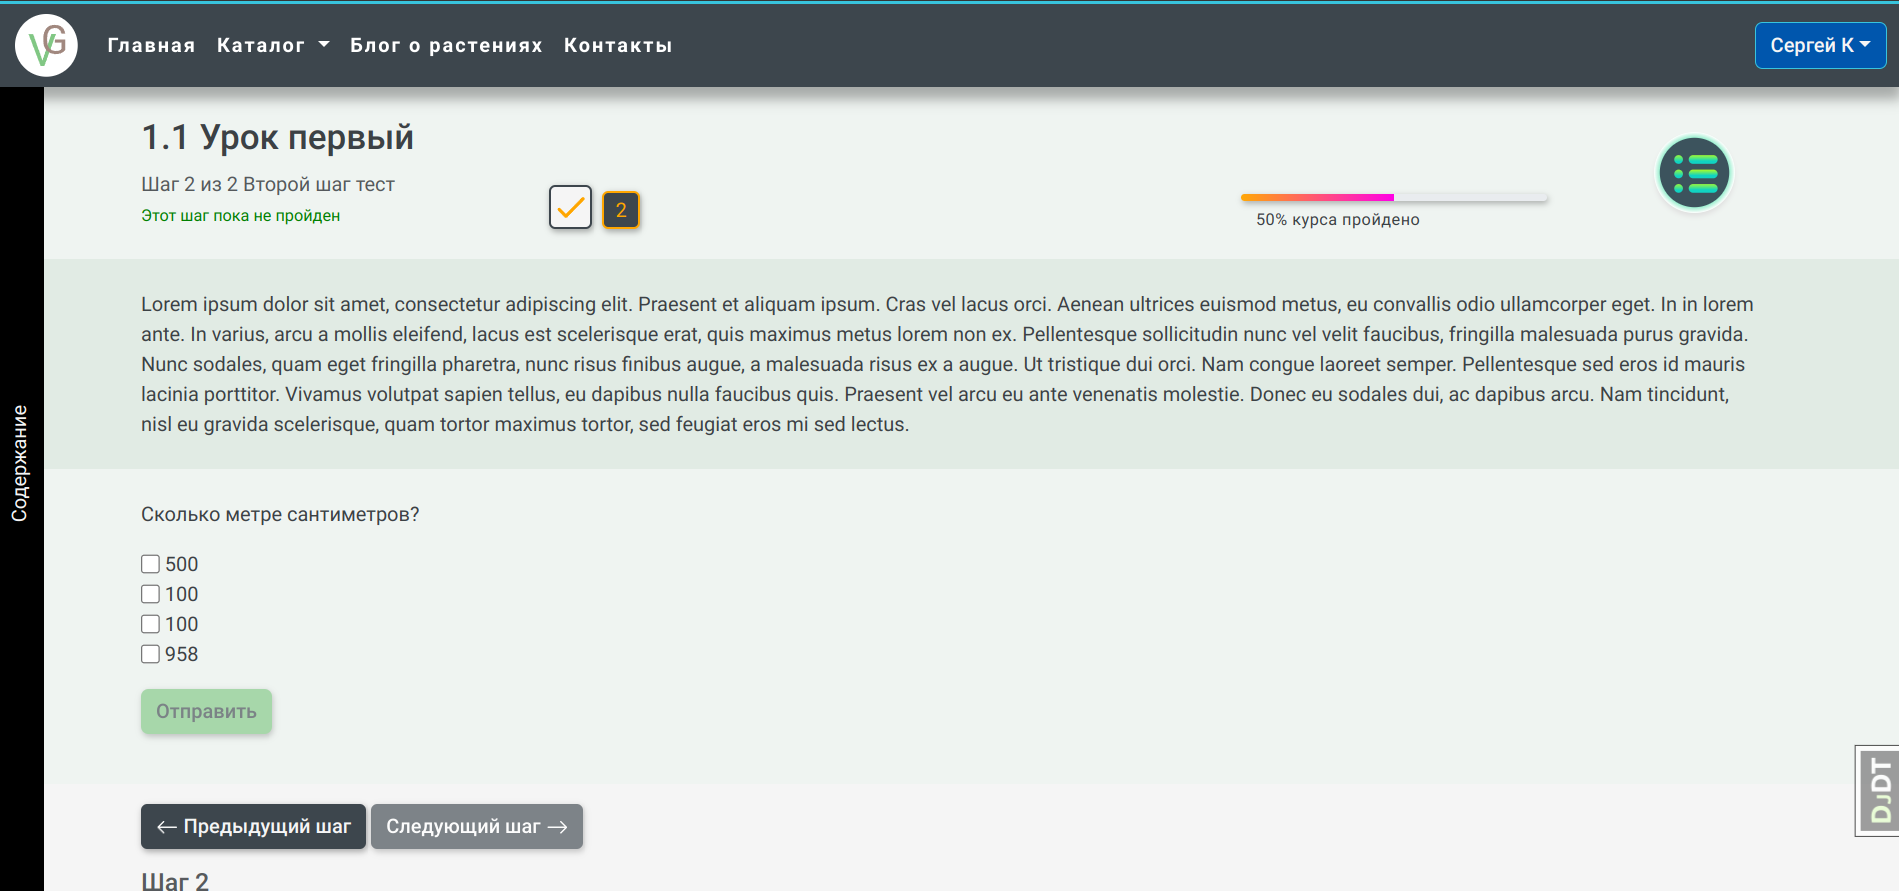 VG
Главная Каталог Блог о растениях Контакты
Сергей К
Содержание
1.1 Урок первый
Шаг 2 из 2 Второй шаг тест
Этот шаг пока не пройден
2
50% курса пройдено
Lorem ipsum dolor sit amet, consectetur adipiscing elit. Praesent et aliquam ipsum. Cras vel lacus orci. Aenean ultrices euismod metus, eu convallis odio ullamcorper eget. In in lorem
ante. In varius, arcu a mollis eleifend, lacus est scelerisque erat, quis maximus metus lorem non ex. Pellentesque sollicitudin nunc vel velit faucibus, fringilla malesuada purus gravida.
Nunc sodales, quam eget fringilla pharetra, nunc risus finibus augue, a malesuada risus ex a augue. Ut tristique dui orci. Nam congue laoreet semper. Pellentesque sed eros id mauris
lacinia porttitor. Vivamus volutpat sapien tellus, eu dapibus nulla faucibus quis. Praesent vel arcu eu ante venenatis molestie. Donec eu sodales dui, ac dapibus arcu. Nam tincidunt,
nisl eu gravida scelerisque, quam tortor maximus tortor, sed feugiat eros mi sed lectus.
Сколько метре сантиметров?
500
100
100
958
Отправить
DJDT
← Предыдущий шаг Следующий шаг →
Шаг 2